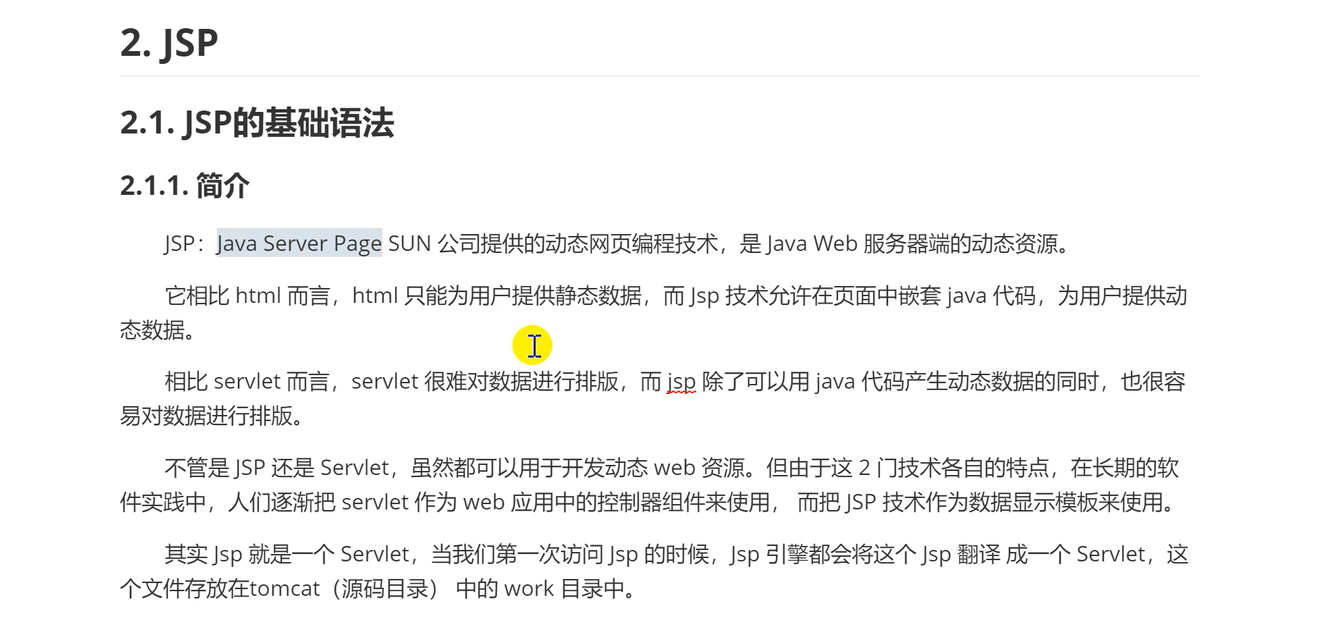 2. JSP
2.1. JSP的基础语法
2.1.1. 简介
JSP：Java Server Page SUN 公司提供的动态网页编程技术，是 Java Web 服务器端的动态资源。
它相比 html 而言，html 只能为用户提供静态数据，而 Jsp 技术允许在页面中嵌套 java 代码，为用户提供动
态数据。
相比 servlet 而言，servlet 很难对数据进行排版，而 jsp 除了可以用 java 代码产生动态数据的同时，也很容
易对数据进行排版。
不管是 JSP 还是 Servlet，虽然都可以用于开发动态 web 资源。但由于这 2 门技术各自的特点，在长期的软
件实践中，人们逐渐把 servlet 作为 web 应用中的控制器组件来使用， 而把 JSP 技术作为数据显示模板来使用。
其实 Jsp 就是一个 Servlet，当我们第一次访问 Jsp 的时候，Jsp 引擎都会将这个 Jsp 翻译 成一个 Servlet，这
个文件存放在tomcat（源码目录） 中的 work 目录中。